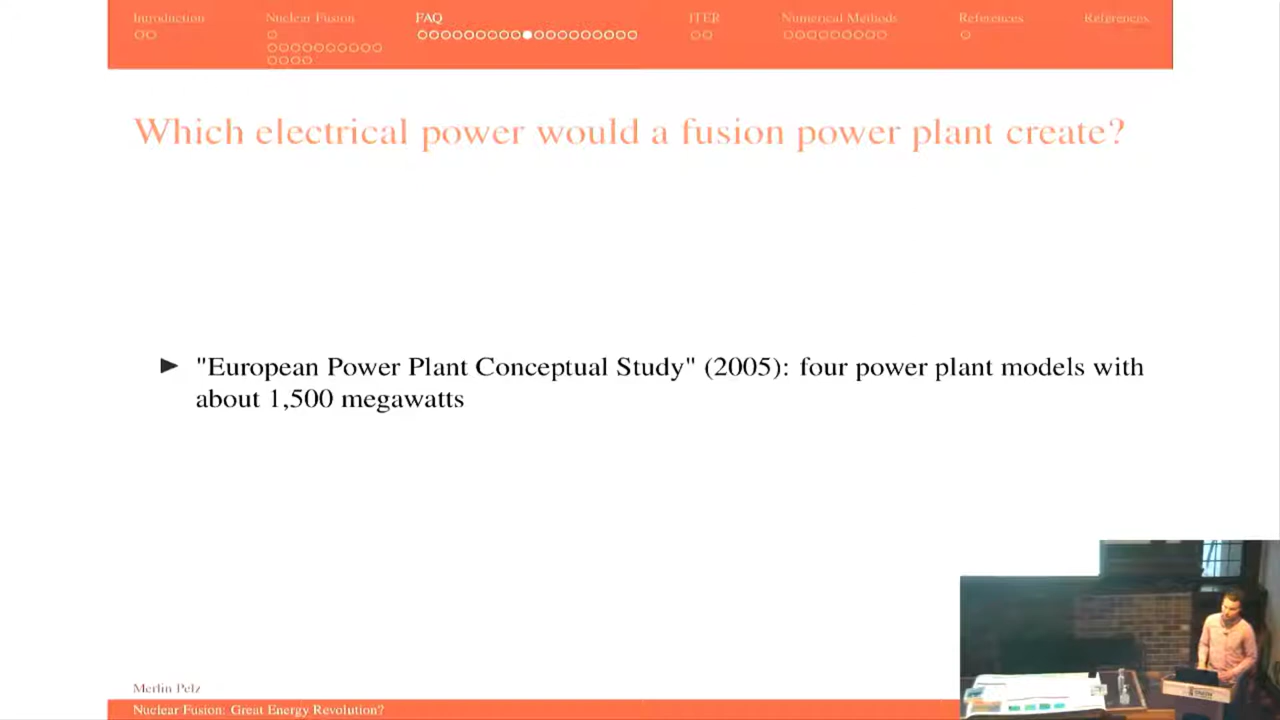 Introduction
Nuclear Fusion
FAQ
ITER
Numerical Methods
References
References
Which electrical power would a fusion power plant create?
"European Power Plant Conceptual Study" (2005): four power plant models with
about 1,500 megawatts
Merlin Pelz
Nuclear Fusion: Great Energy Revolution?